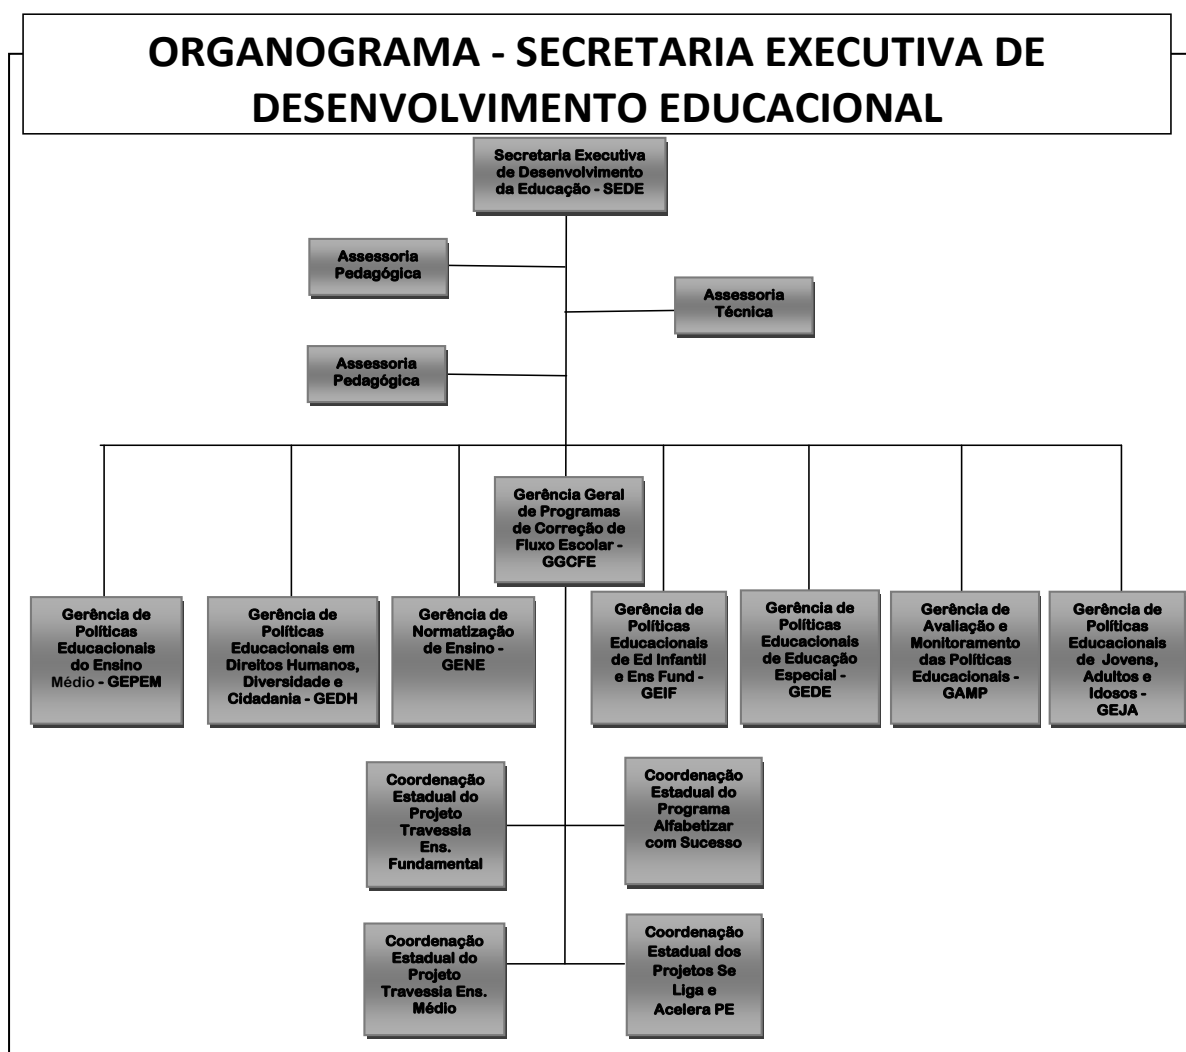 ORGANOGRAMA - SECRETARIA EXECUTIVA DE
DESENVOLVIMENTO EDUCACIONAL
Secretaria Executiva
de Desenvolvimento
da Educação - SEDE
Assessoria
Pedagógica
Assessoria
Técnica
Assessoria
Pedagógica
Gerência Geral
de Programas
de Correção de
Fluxo Escolar -
GGCFE
Gerência de
Políticas
Educacionais
do Ensino
Médio - GEPEM
Gerência de
Políticas
Educacionais em
Direitos Humanos,
Diversidade e
Cidadania - GEDH
Gerência de
Normatização
de Ensino -
GENE
Gerência de
Políticas
Educacionais
de Ed Infantil
e Ens Fund -
GEIF
Gerência de
Políticas
Educacionais
de Educação
Especial -
GEDE
Gerência de
Avaliação e
Monitoramento
das Políticas
Educacionais -
GAMP
Gerência de
Políticas
Educacionais
de Jovens,
Adultos e
Idosos -
GEJA
Coordenação
Estadual do
Projeto
Travessia
Ens.
Fundamental
Coordenação
Estadual do
Programa
Alfabetizar
com Sucesso
Coordenação
Estadual do
Projeto
Travessia Ens.
Médio
Coordenação
Estadual dos
Projetos Se
Liga e
Acelera PE